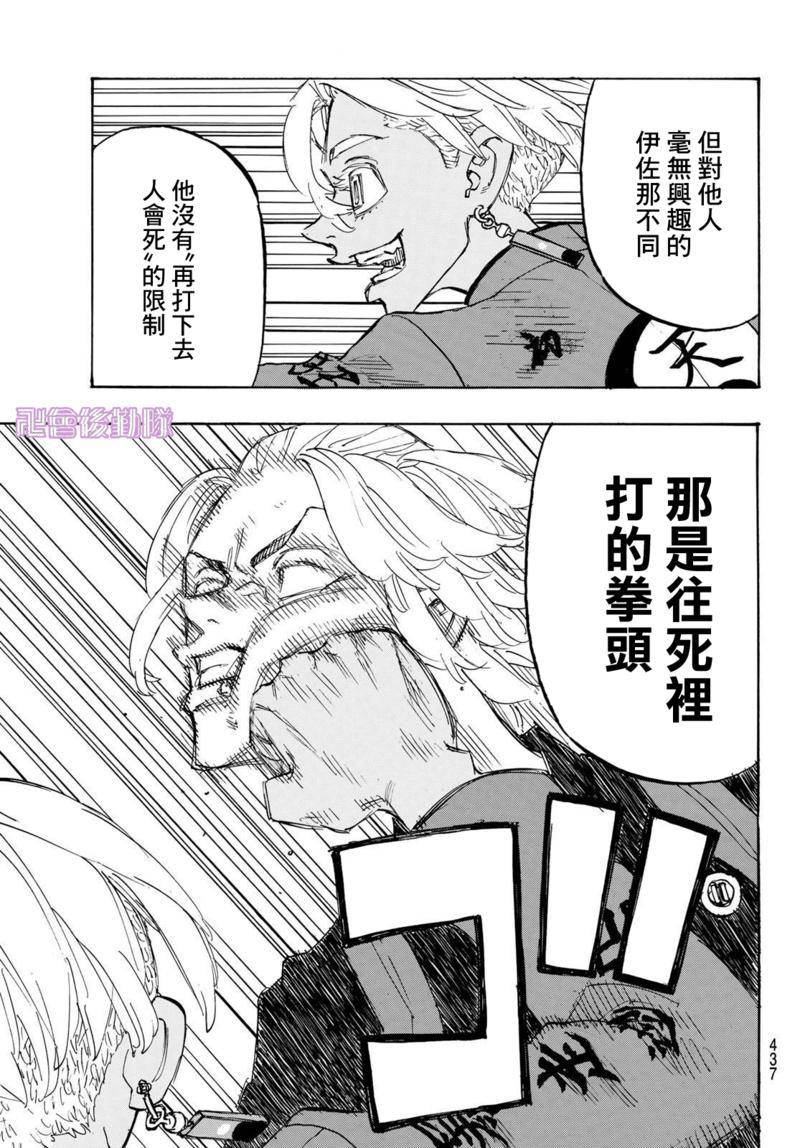 但對他人
毫無興趣的
伊佐那不同
他沒有〝再打下去
人會死〞的限制
卍會後勤隊
那是往死裡
打的拳頭
ゴ
天
437